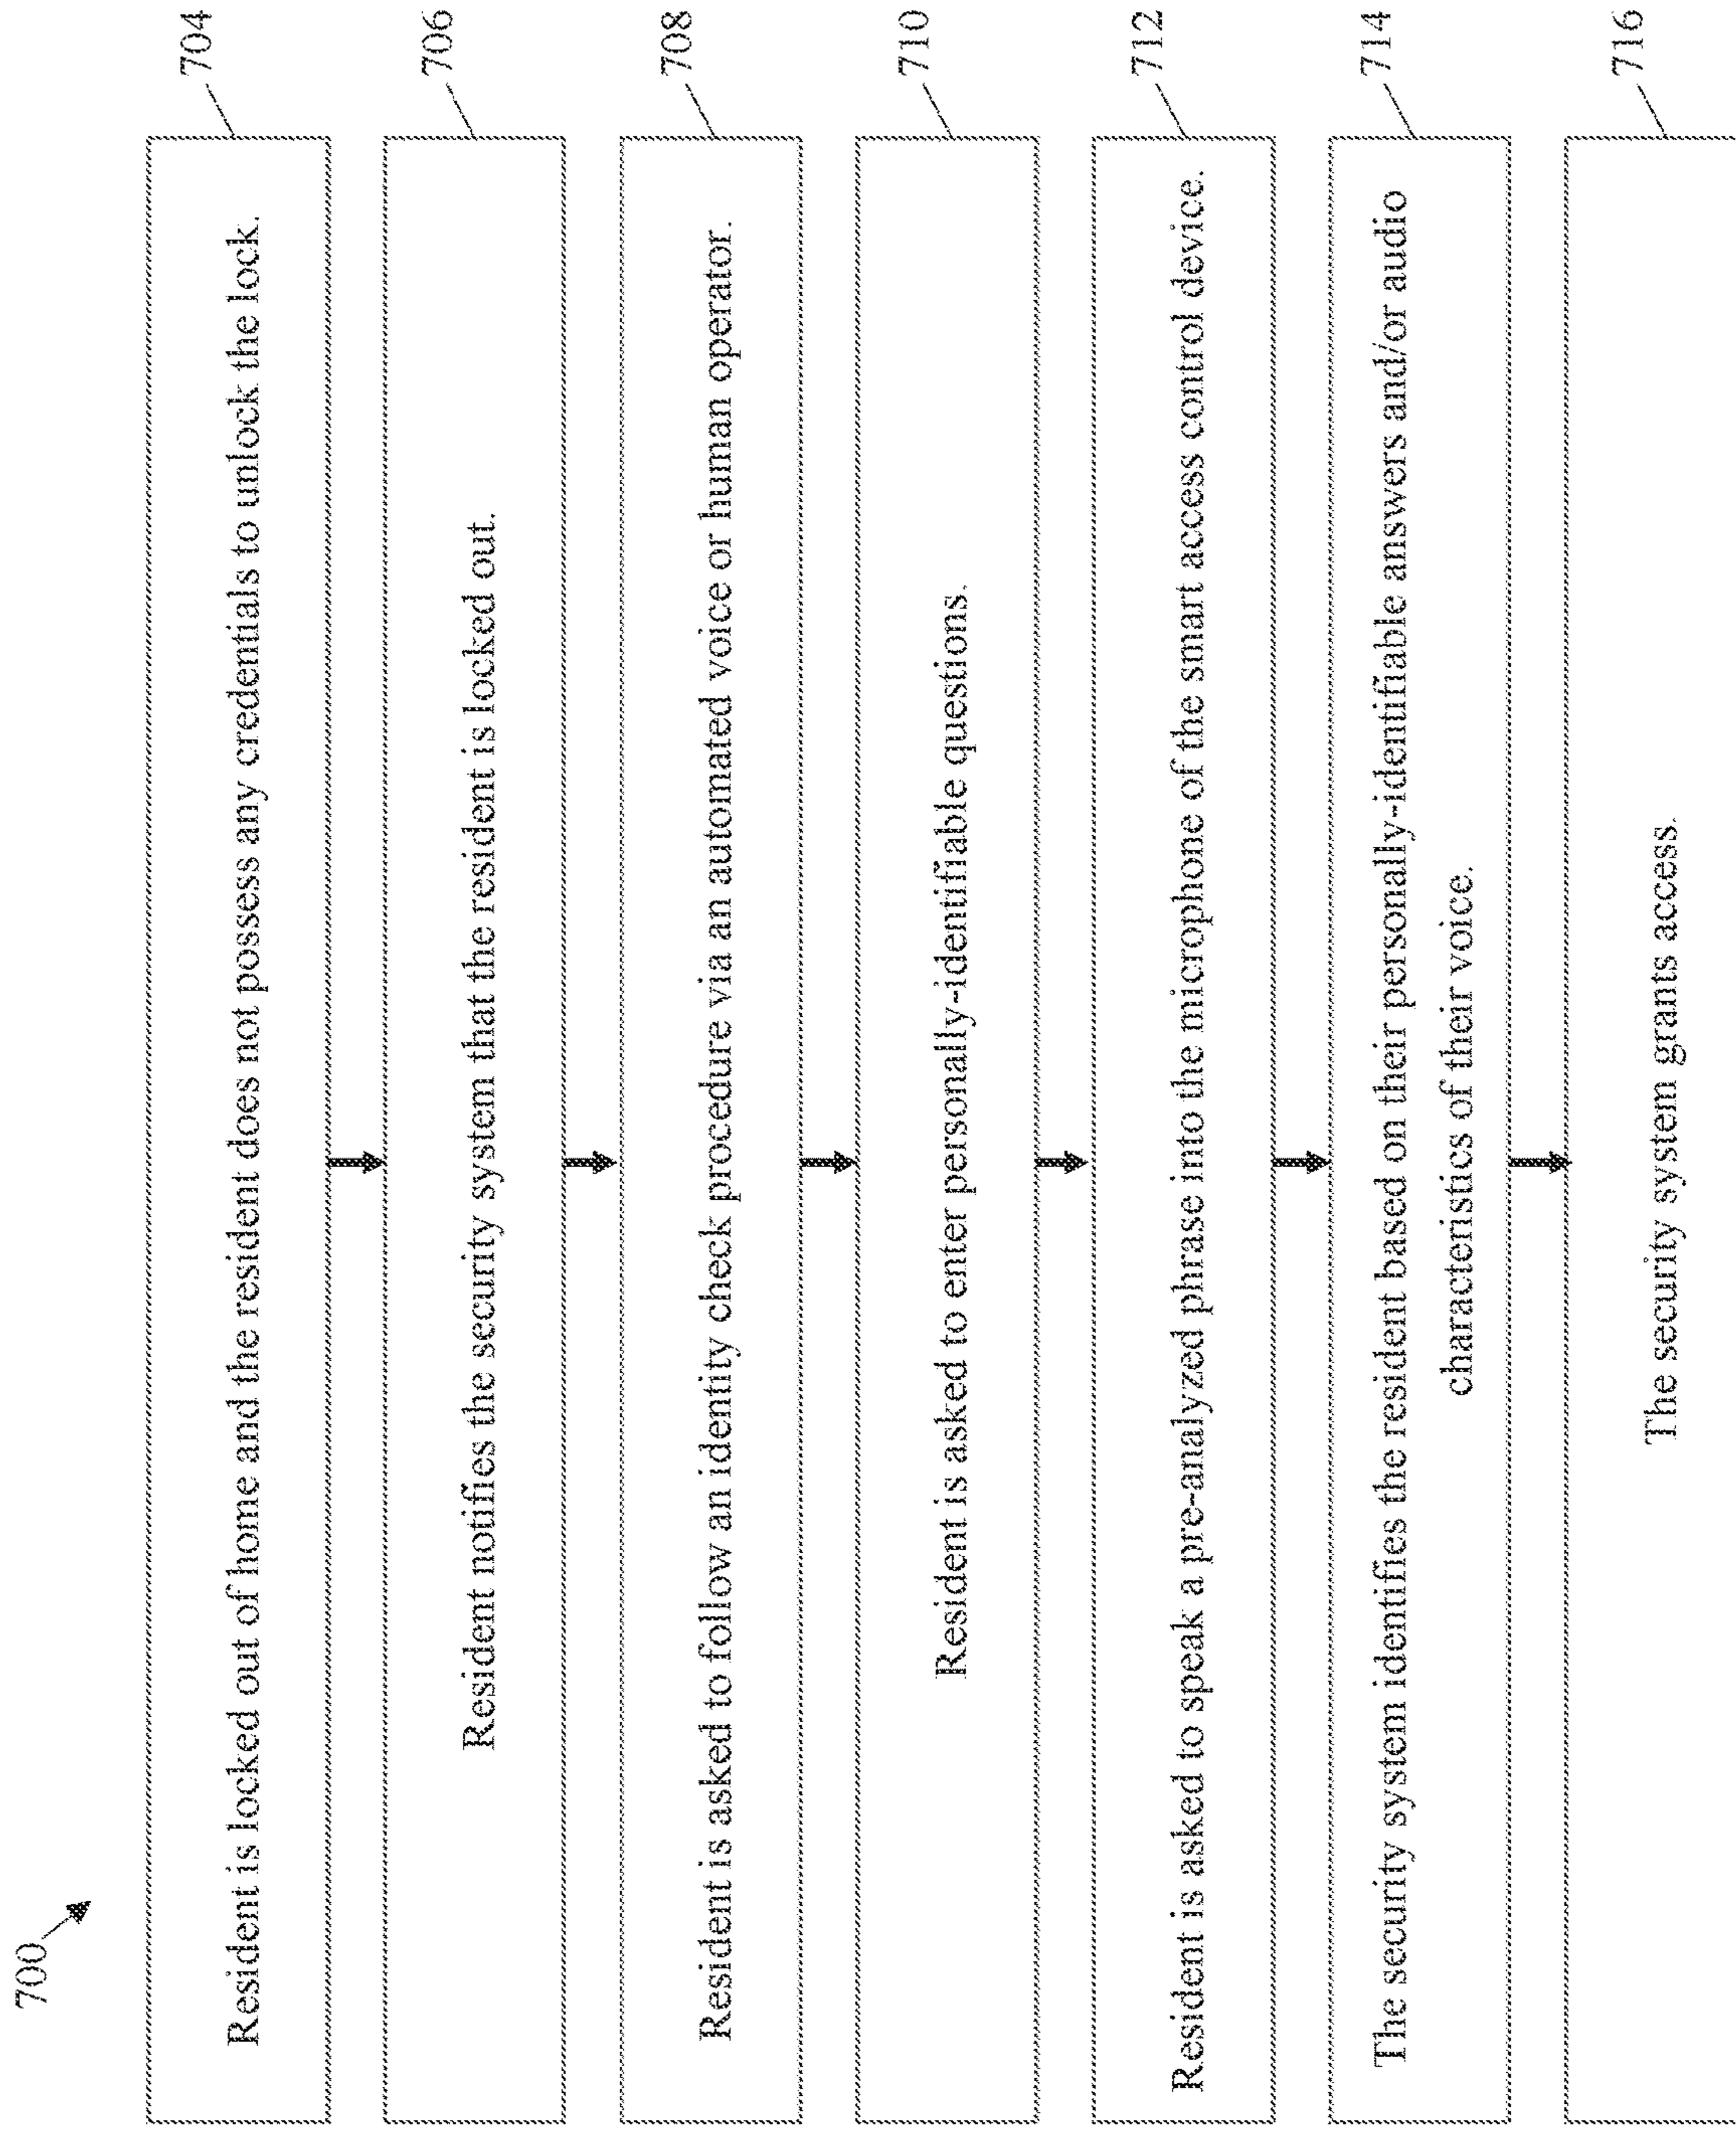 700
Resident is locked out of home and the resident does not possess any credentials to unlock the lock.
704
Resident notifies the security system that the resident is locked out.
706
Resident is asked to follow an identity check procedure via an automated voice or human operator.
708
Resident is asked to enter personally-identifiable questions.
710
Resident is asked to speak a pre-analyzed phrase into the microphone of the smart access control device.
712
The security system identifies the resident based on their personally-identifiable answers and/or audio
characteristics of their voice.
714
The security system grants access.
716